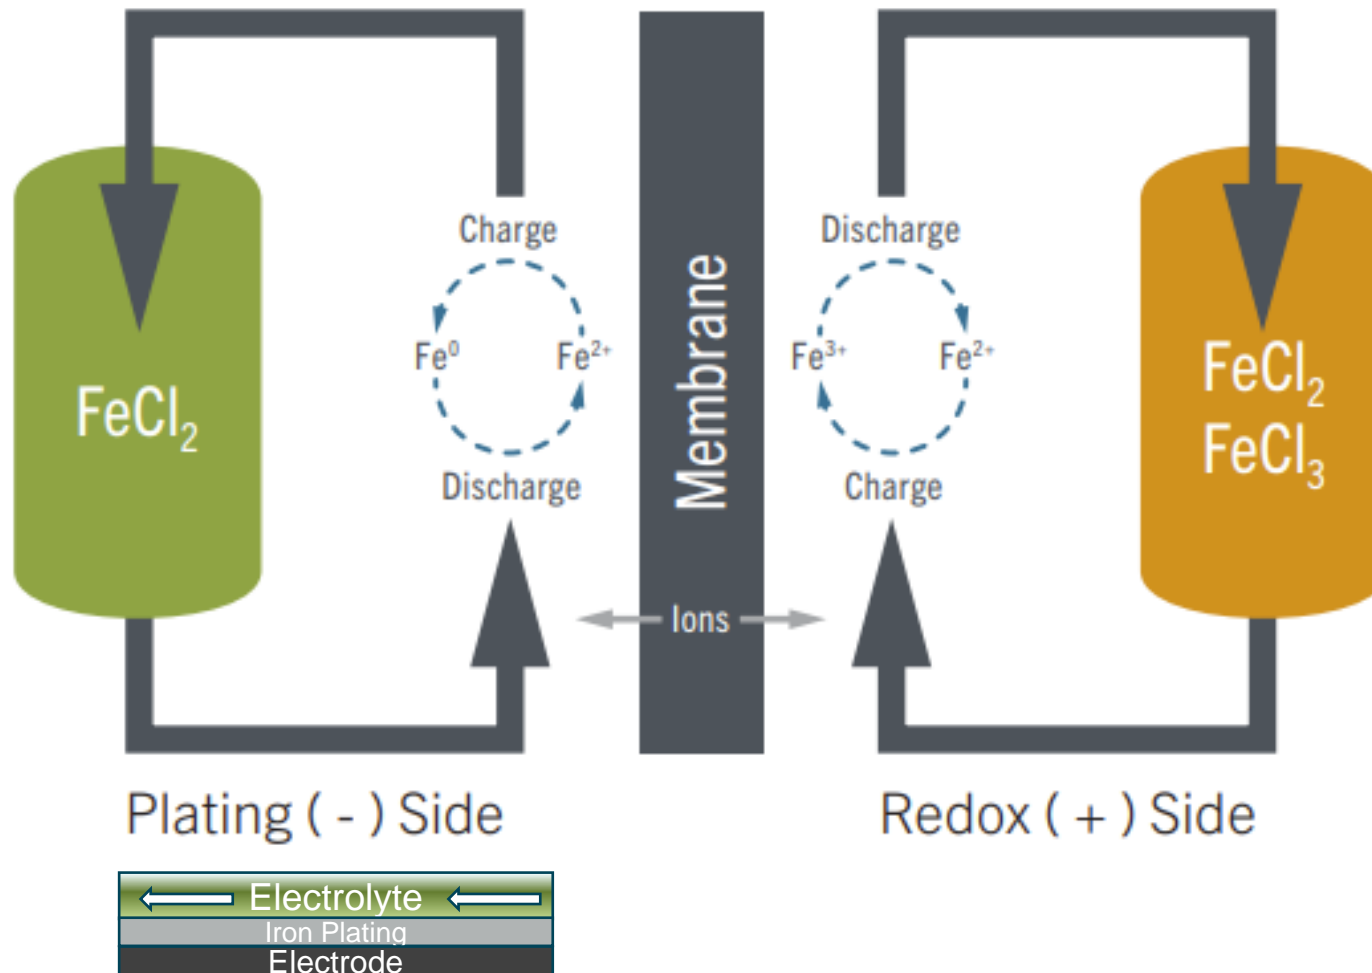 Charge
Fe⁰ Fe²⁺
Discharge
FeCl₂
Membrane
Ions
Discharge
Fe³⁺ Fe²⁺
Charge
FeCl₂
FeCl₃
Plating ( - ) Side
Redox ( + ) Side
Electrolyte
Iron Plating
Electrode